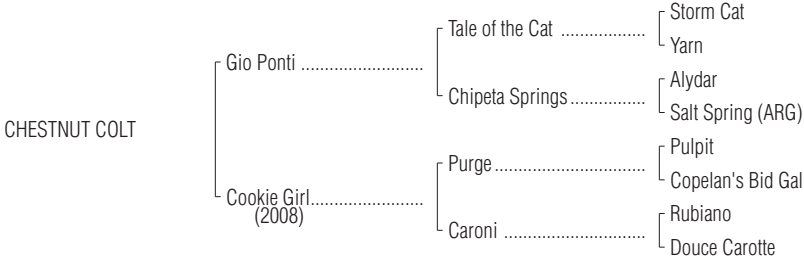 Storm Cat
Tale of the Cat ..................
Yarn
Gio Ponti ..........................
Alydar
Chipeta Springs................
Salt Spring (ARG)
CHESTNUT COLT
Pulpit
Purge................................
Copelan's Bid Gal
Cookie Girl........................
(2008)
Rubiano
Caroni ..............................
Douce Carotte